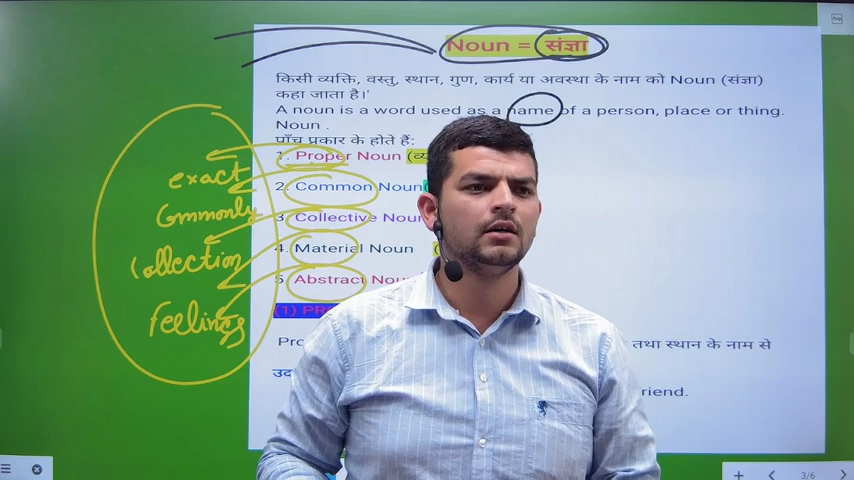 Noun = संज्ञा
किसी व्यक्ति, वस्तु, स्थान, गुण, कार्य या अवस्था के नाम को Noun (संज्ञा)
कहा जाता है।'
A noun is a word used as a name of a person, place or thing.
Noun .
पाँच प्रकार के होते हैं:
1. Proper Noun
2. Common Noun
3 Collective Noun
4. Material Noun
5. Abstract
(1)
तथा स्थान के नाम से
riend.
exact
Commonly
Collection
Feelings
3/6